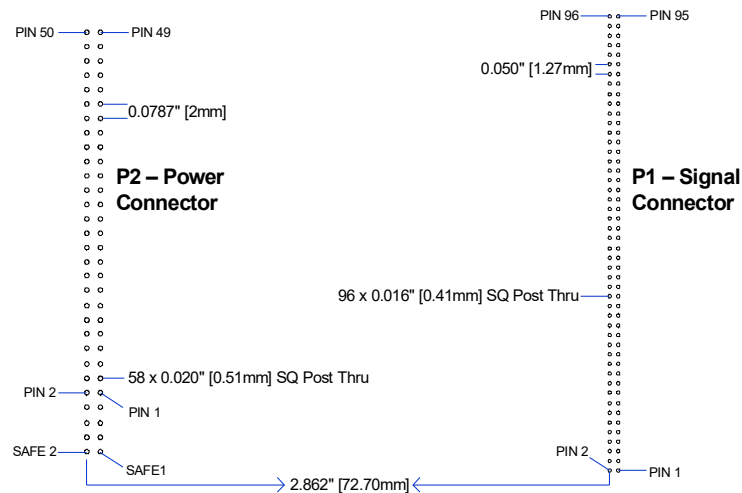 PIN 50
PIN 49
PIN 96
PIN 95
0.050" [1.27mm]
0.0787" [2mm]
P2 – Power
Connector
P1 – Signal
Connector
96 x 0.016" [0.41mm] SQ Post Thru
58 x 0.020" [0.51mm] SQ Post Thru
PIN 2
PIN 1
SAFE 2
SAFE1
PIN 2
PIN 1
2.862" [72.70mm]